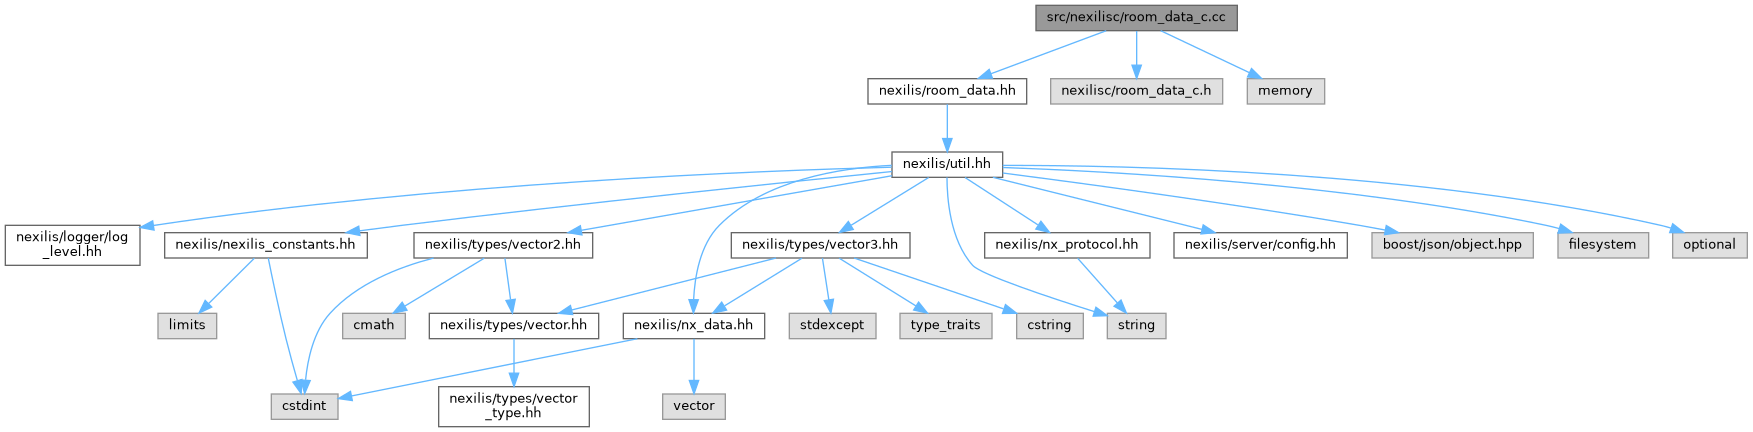 src/nexilisc/room_data_c.cc
nexilis/room_data.hh
nexilisc/room_data_c.h
memory
nexilis/util.hh
nexilis/logger/log
_level.hh
nexilis/nexilis_constants.hh
nexilis/types/vector2.hh
nexilis/types/vector3.hh
nexilis/nx_protocol.hh
nexilis/server/config.hh
boost/json/object.hpp
filesystem
optional
limits
cmath
nexilis/types/vector.hh
nexilis/nx_data.hh
stdexcept
type_traits
cstring
string
cstdint
nexilis/types/vector
_type.hh
vector